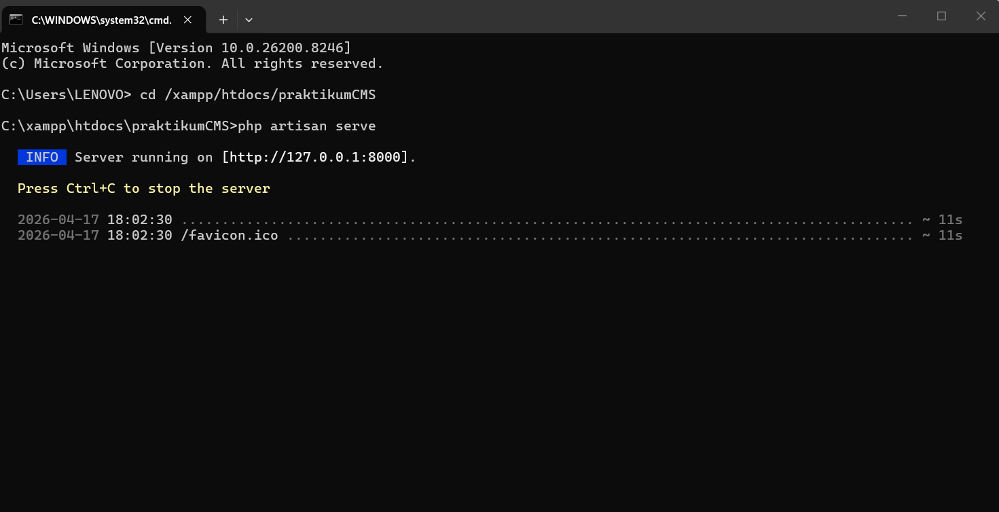 C:\WINDOWS\system32\cmd.
Microsoft Windows [Version 10.0.26200.8246]
(c) Microsoft Corporation. All rights reserved.
C:\Users\LENOVO> cd /xampp/htdocs/praktikumCMS
C:\xampp\htdocs\praktikumCMS>php artisan serve
INFO Server running on [http://127.0.0.1:8000].
Press Ctrl+C to stop the server
2026-04-17 18:02:30 .......................................................................................... ~ 11s
2026-04-17 18:02:30 /favicon.ico ............................................................................. ~ 11s